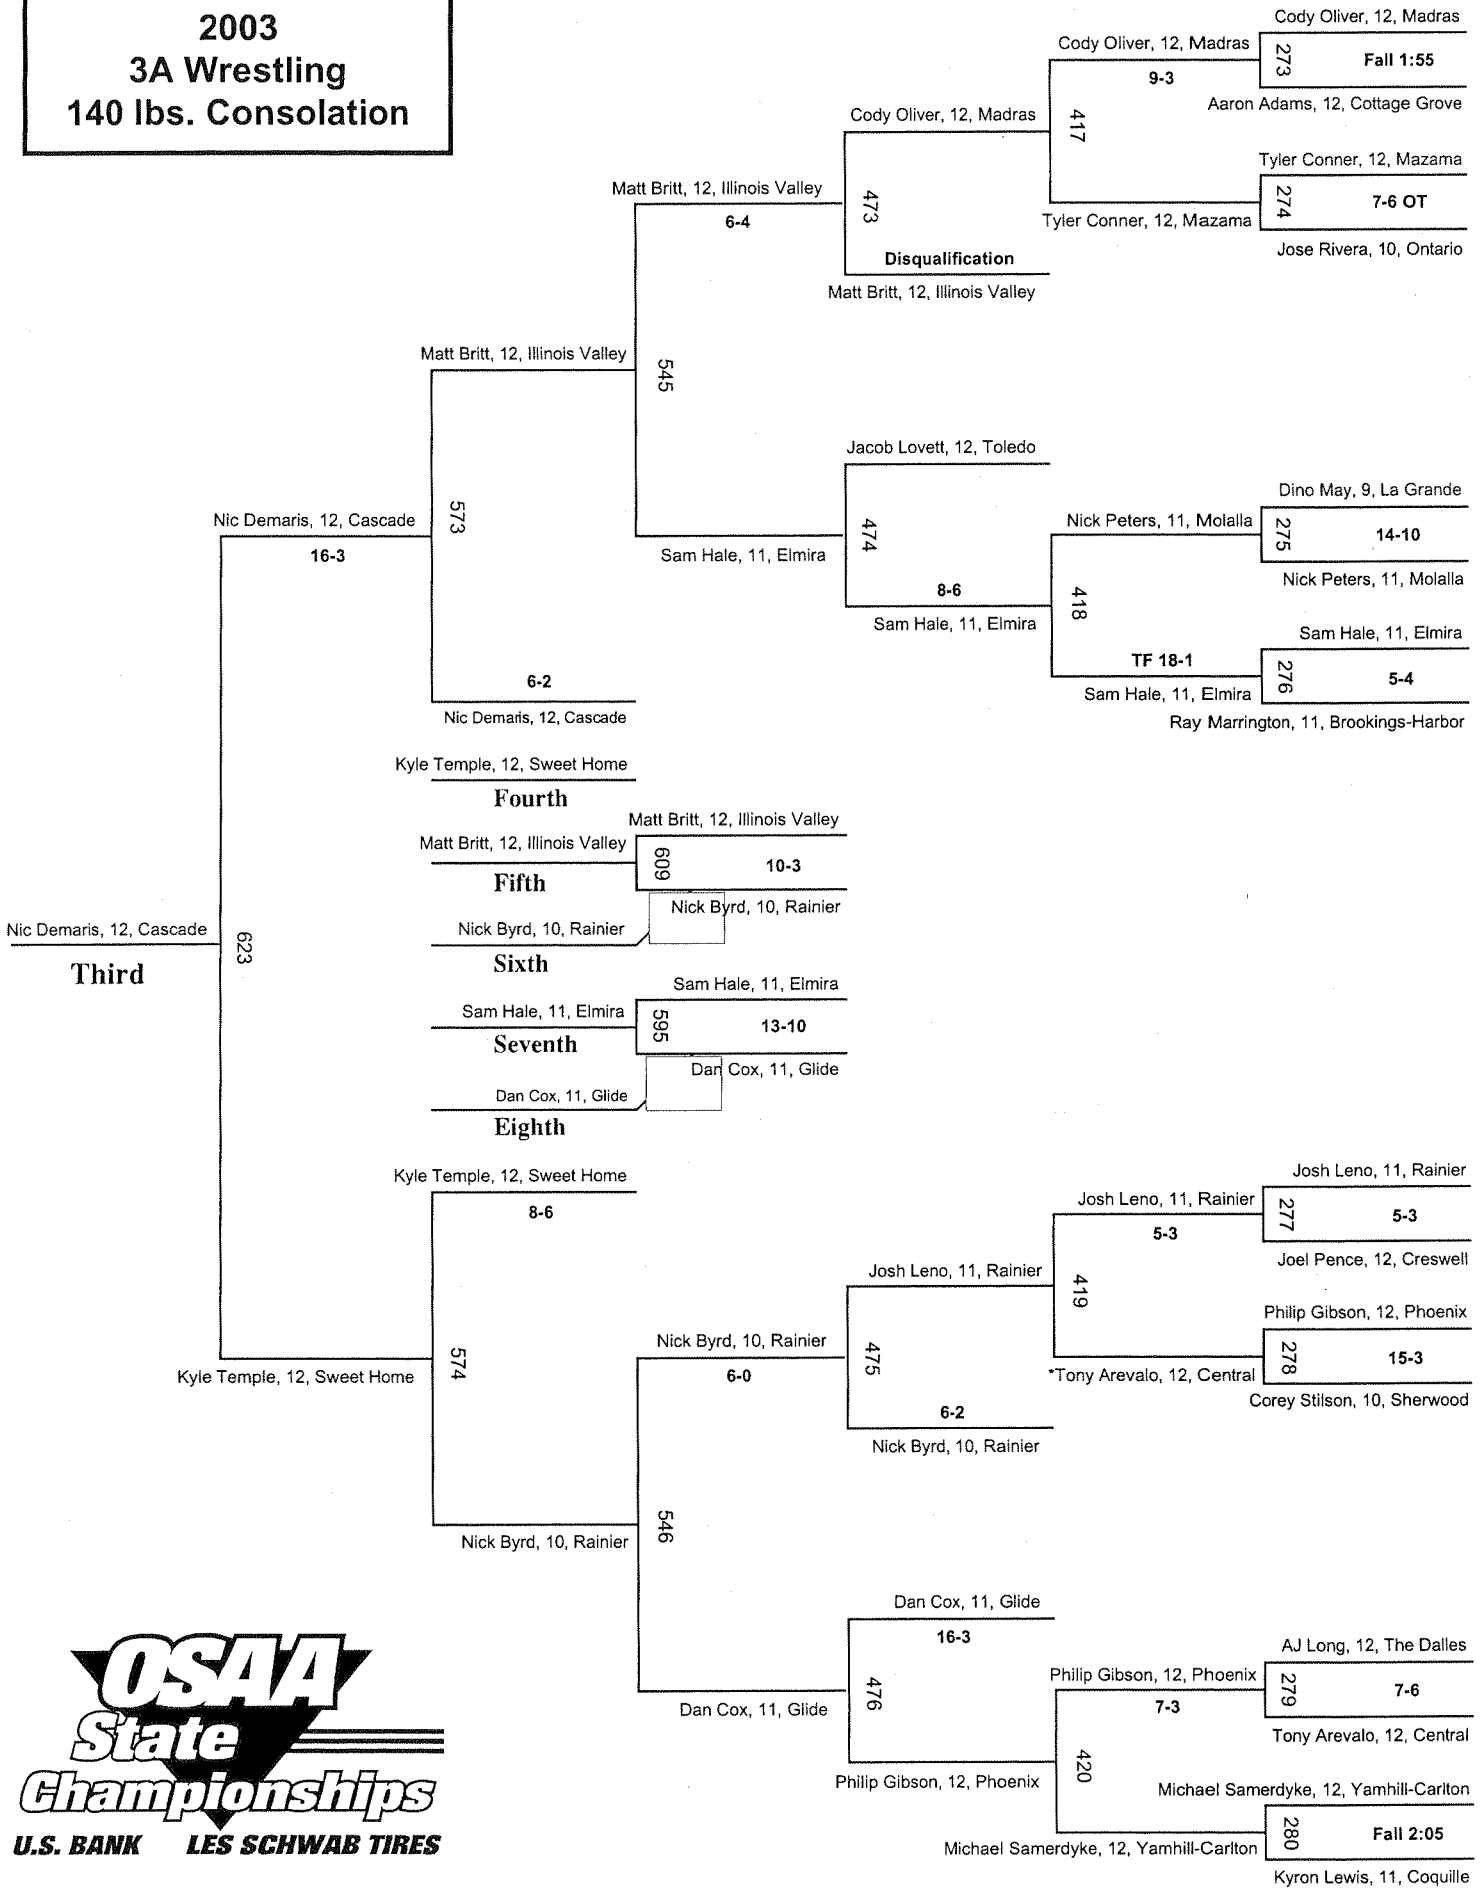 2003
3A Wrestling
140 lbs. Consolation
Cody Oliver, 12, Madras
273
Fall 1:55
Aaron Adams, 12, Cottage Grove
Cody Oliver, 12, Madras
9-3
417
Tyler Conner, 12, Mazama
274
7-6 OT
Jose Rivera, 10, Ontario
Tyler Conner, 12, Mazama
Cody Oliver, 12, Madras
473
Disqualification
Matt Britt, 12, Illinois Valley
Matt Britt, 12, Illinois Valley
6-4
545
Jacob Lovett, 12, Toledo
474
8-6
Sam Hale, 11, Elmira
Sam Hale, 11, Elmira
Dino May, 9, La Grande
275
14-10
Nick Peters, 11, Molalla
Nick Peters, 11, Molalla
418
TF 18-1
Sam Hale, 11, Elmira
Sam Hale, 11, Elmira
276
5-4
Ray Marrington, 11, Brookings-Harbor
Matt Britt, 12, Illinois Valley
573
6-2
Nic Demaris, 12, Cascade
Nic Demaris, 12, Cascade
16-3
Kyle Temple, 12, Sweet Home
Fourth
Matt Britt, 12, Illinois Valley
Matt Britt, 12, Illinois Valley
609
10-3
Fifth
Nick Byrd, 10, Rainier
Nick Byrd, 10, Rainier
Sixth
Nic Demaris, 12, Cascade
623
Third
Sam Hale, 11, Elmira
Sam Hale, 11, Elmira
595
13-10
Seventh
Dan Cox, 11, Glide
Dan Cox, 11, Glide
Eighth
Kyle Temple, 12, Sweet Home
8-6
574
Kyle Temple, 12, Sweet Home
Nick Byrd, 10, Rainier
Josh Leno, 11, Rainier
277
5-3
Joel Pence, 12, Creswell
Josh Leno, 11, Rainier
5-3
419
Philip Gibson, 12, Phoenix
278
15-3
Corey Stilson, 10, Sherwood
*Tony Arevalo, 12, Central
Josh Leno, 11, Rainier
475
6-2
Nick Byrd, 10, Rainier
Nick Byrd, 10, Rainier
6-0
546
Dan Cox, 11, Glide
16-3
476
Dan Cox, 11, Glide
Philip Gibson, 12, Phoenix
AJ Long, 12, The Dalles
279
7-6
Tony Arevalo, 12, Central
Philip Gibson, 12, Phoenix
7-3
420
Michael Samerdyke, 12, Yamhill-Carlton
280
Fall 2:05
Kyron Lewis, 11, Coquille
Michael Samerdyke, 12, Yamhill-Carlton
OSAA
State
Championships
U.S. BANK LES SCHWAB TIRES